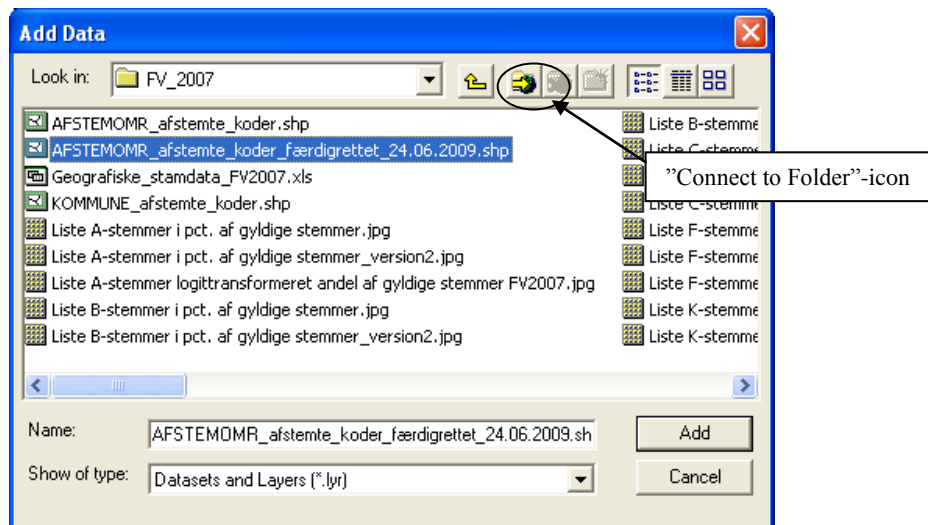 Add Data
Look in: FV_2007
AFSTEMOMR_afstemte_koder.shp
AFSTEMOMR_afstemte_koder_færdigrettet_24.06.2009.shp
Geografiske_stamdata_FV2007.xls
KOMMUNE_afstemte_koder.shp
Liste A-stemmer i pct. af gyldige stemmer.jpg
Liste A-stemmer i pct. af gyldige stemmer_version2.jpg
Liste A-stemmer logittransformeret andel af gyldige stemmer FV2007.jpg
Liste B-stemmer i pct. af gyldige stemmer.jpg
Liste B-stemmer i pct. af gyldige stemmer_version2.jpg
Liste B-stemme
Liste C-stemme
Liste C-stemme
Liste F-stemme
Liste F-stemme
Liste F-stemme
Liste K-stemme
Liste K-stemme
”Connect to Folder”-icon
Name: AFSTEMOMR_afstemte_koder_færdigrettet_24.06.2009.sh
Add
Show of type: Datasets and Layers (*.lyr)
Cancel